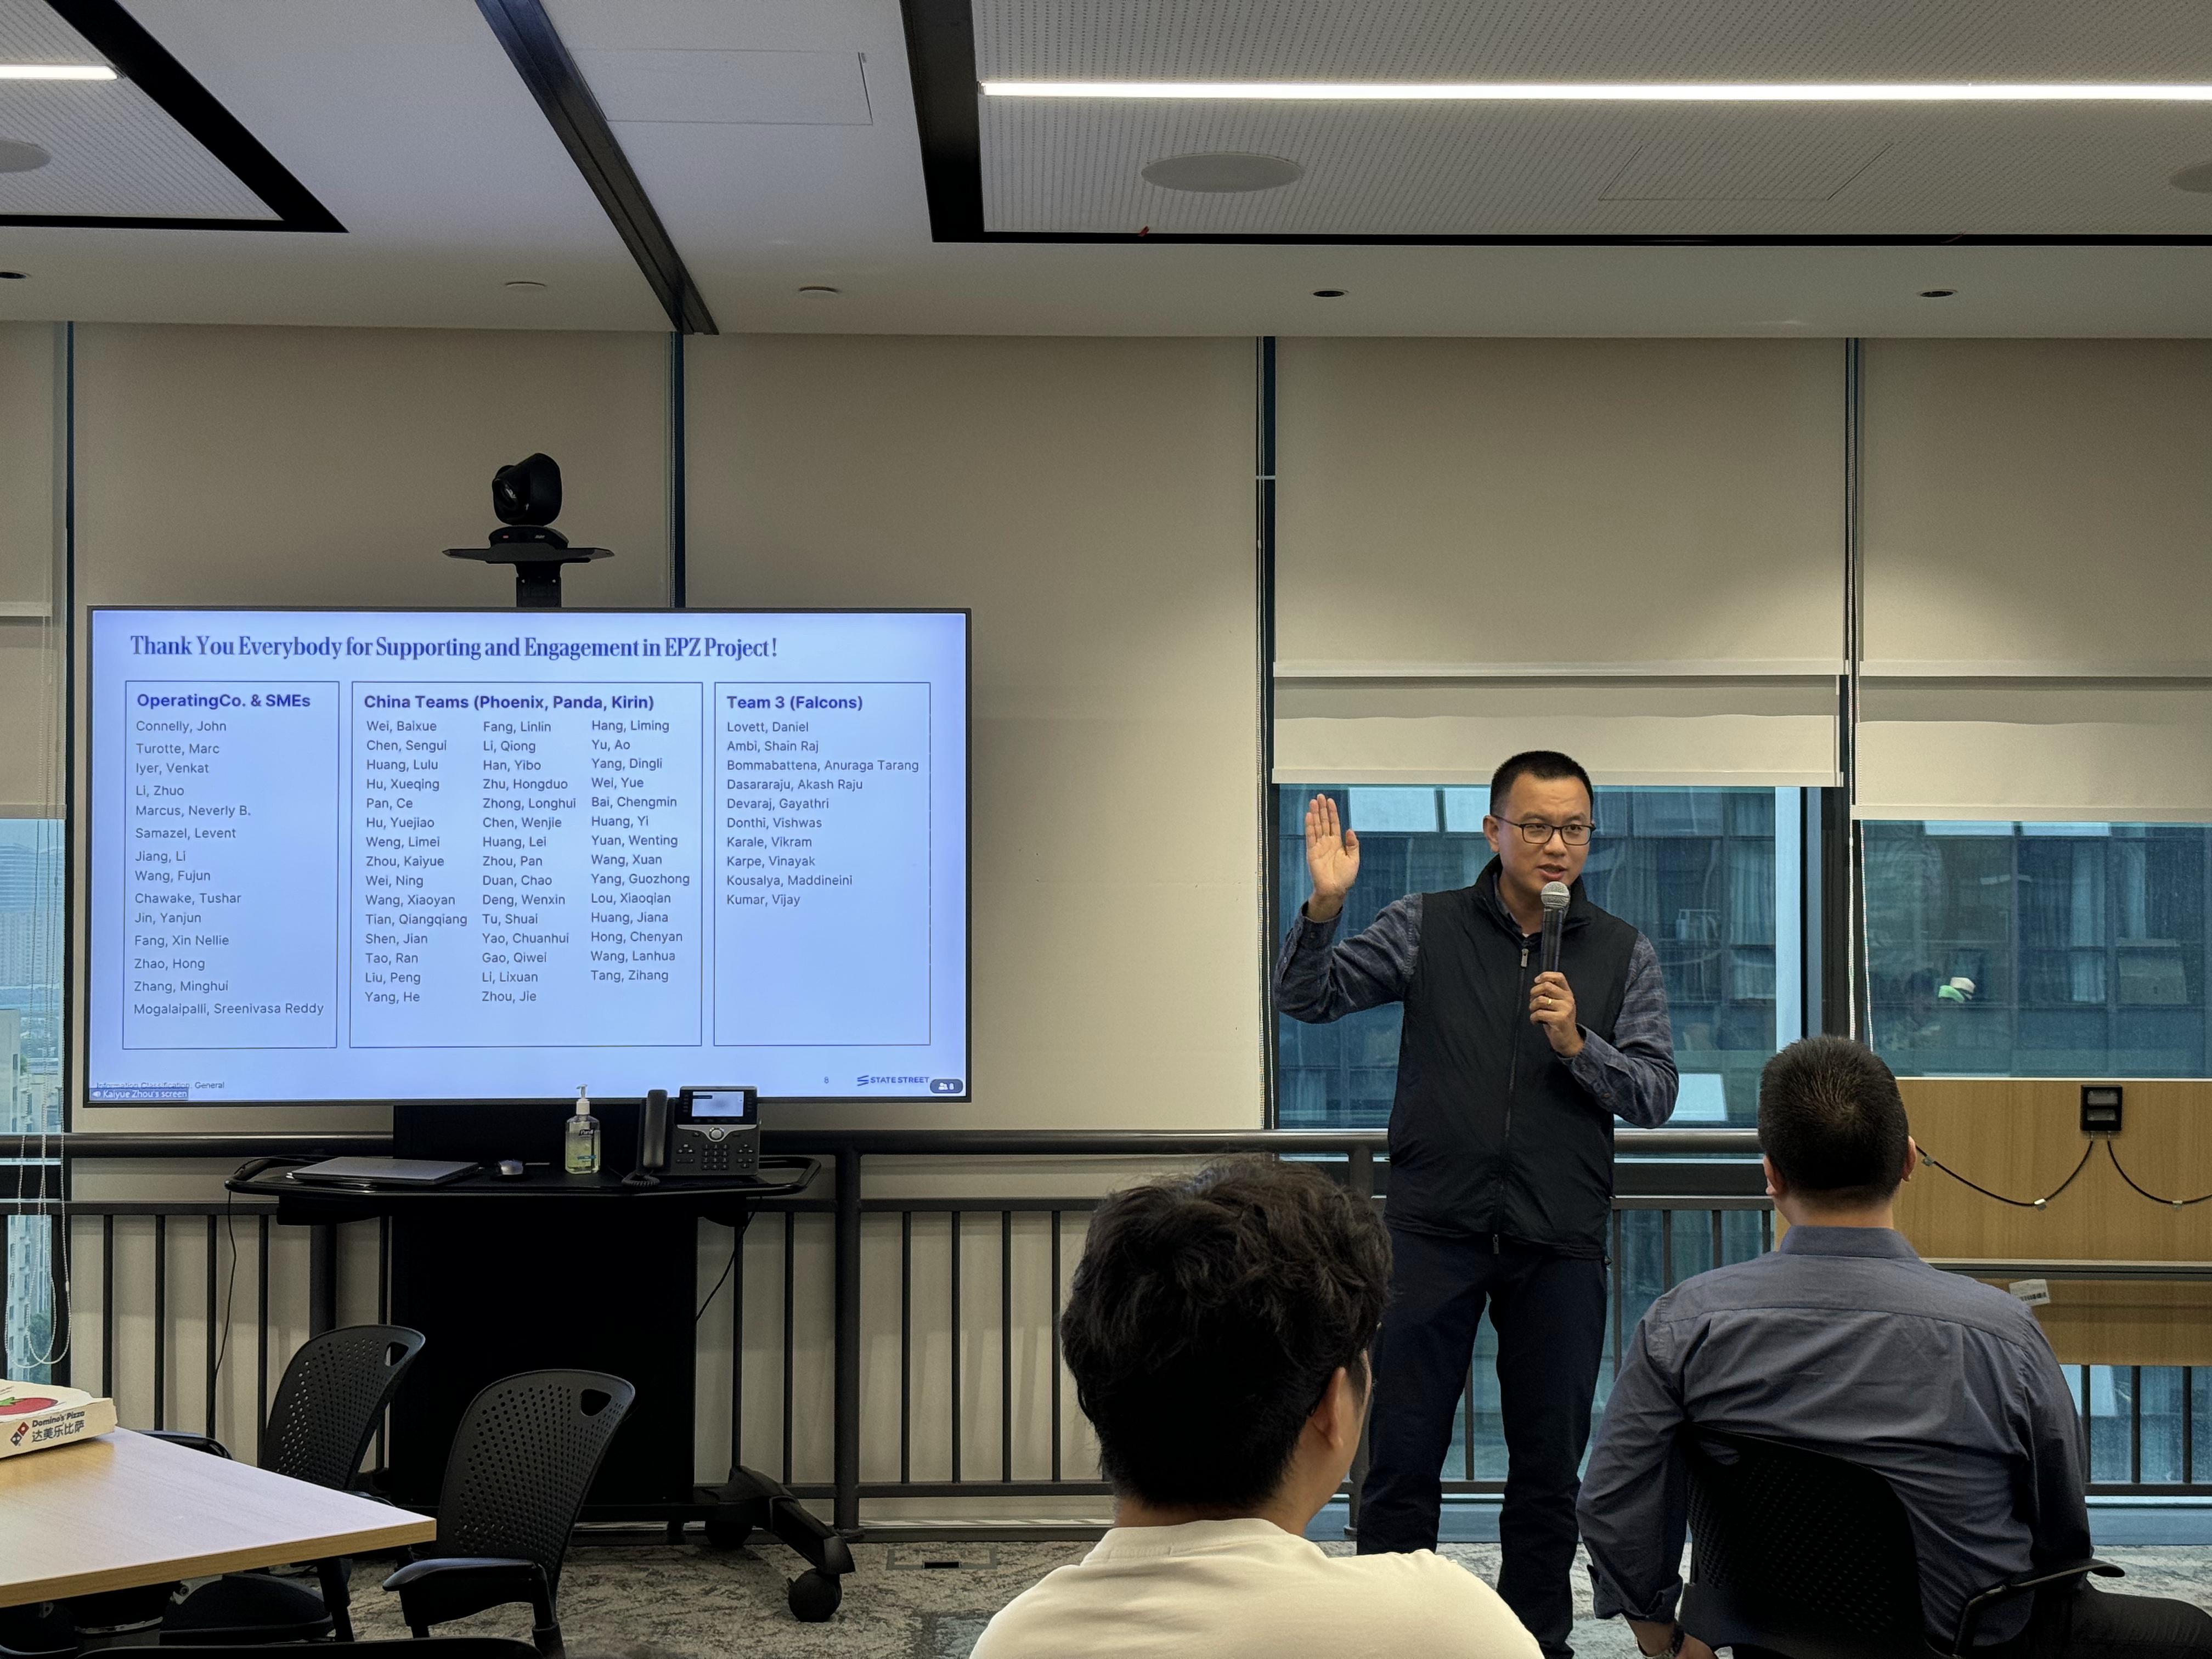 Thank You Everybody for Supporting and Engagement in EPZ Project!
OperatingCo. & SMEs
Connelly, John
Turotte, Marc
Iyer, Venkat
Li, Zhuo
Marcus, Neverly B.
Samazel, Levent
Jiang, Li
Wang, Fujun
Chawake, Tushar
Jin, Yanjun
Fang, Xin Nellie
Zhao, Hong
Zhang, Minghui
Mogalaipalli, Sreenivasa Reddy
China Teams (Phoenix, Panda, Kirin)
Wei, Baixue
Chen, Sengui
Huang, Lulu
Hu, Xueqing
Pan, Ce
Hu, Yuejiao
Weng, Limei
Zhou, Kaiyue
Wei, Ning
Wang, Xiaoyan
Tian, Qiangqiang
Shen, Jian
Tao, Ran
Liu, Peng
Yang, He
Fang, Linlin
Li, Qiong
Han, Yibo
Zhu, Hongduo
Zhong, Longhui
Chen, Wenjie
Huang, Lei
Zhou, Pan
Duan, Chao
Deng, Wenxin
Tu, Shuai
Yao, Chuanhui
Gao, Qiwei
Li, Lixuan
Zhou, Jie
Hang, Liming
Yu, Ao
Yang, Dingli
Wei, Yue
Bai, Chengmin
Huang, Yi
Yuan, Wenting
Wang, Xuan
Yang, Guozhong
Lou, Xiaoqian
Huang, Jiana
Hong, Chenyan
Wang, Lanhua
Tang, Zihang
Team 3 (Falcons)
Lovett, Daniel
Ambi, Shain Raj
Bommabattena, Anuraga Tarang
Dasararaju, Akash Raju
Devaraj, Gayathri
Donthi, Vishwas
Karale, Vikram
Karpe, Vinayak
Kousalya, Maddineini
Kumar, Vijay
Information Classification: General
8
STATE STREET
8
Kaiyue Zhou's screen
Domino's Pizza
达美乐比萨